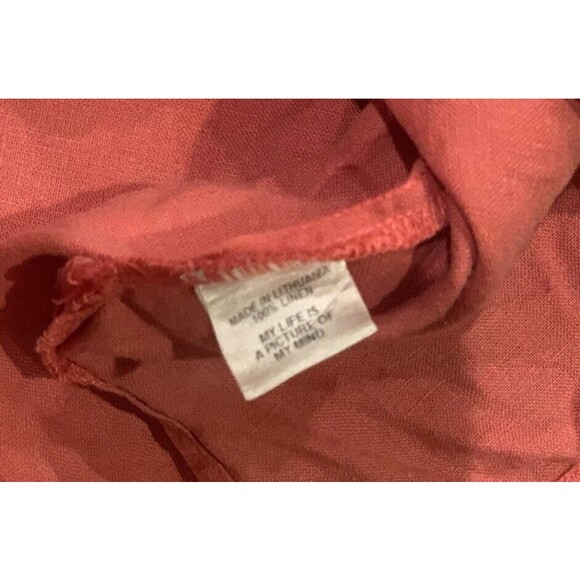 MADE IN LITHUANIA
100% LINEN
MY LIFE IS
A PICTURE OF
MY MIND